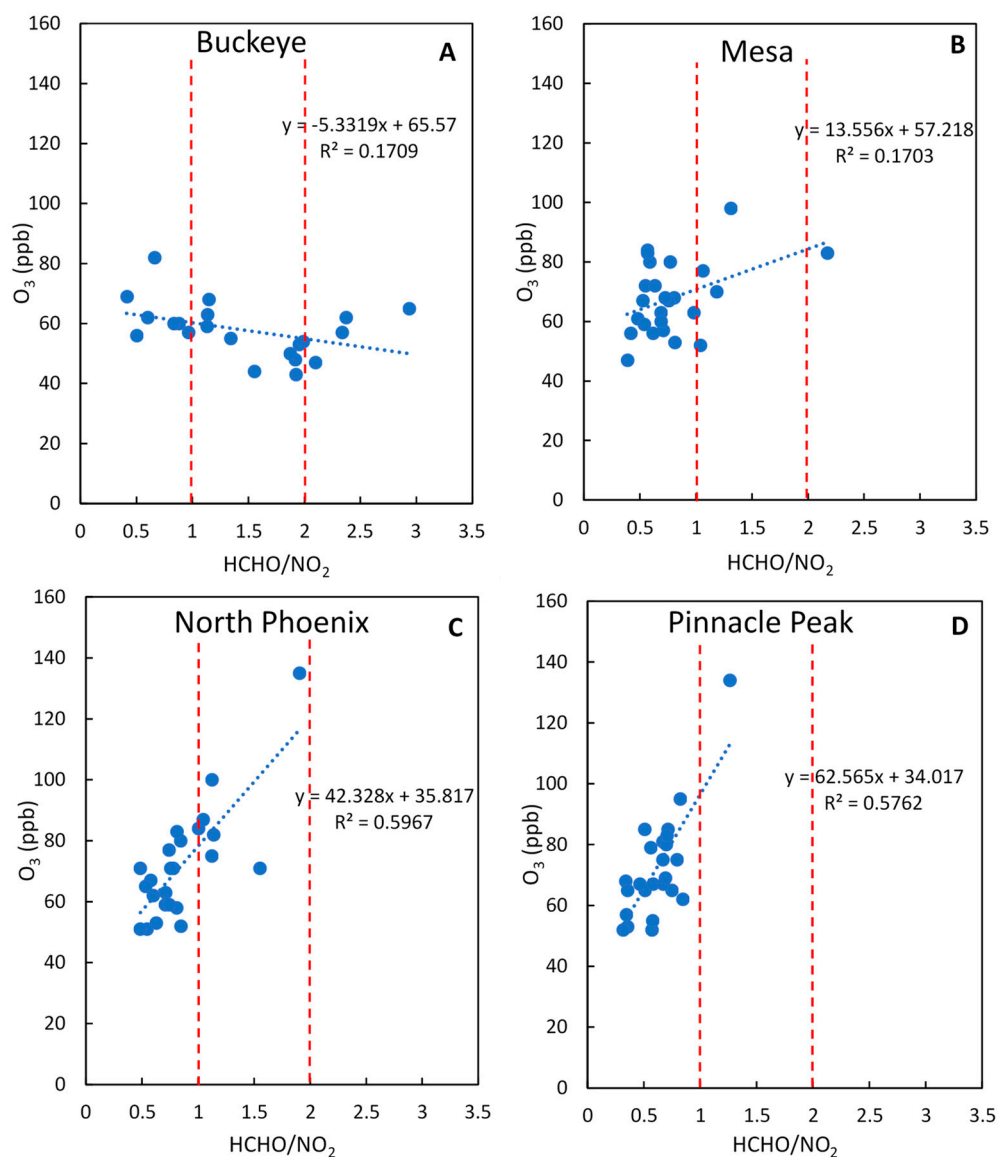 Buckeye
A
y = -5.3319x + 65.57
R² = 0.1709
O₃ (ppb)
160
140
120
100
80
60
40
20
0
0 0.5 1 1.5 2 2.5 3 3.5
HCHO/NO₂
Mesa
B
y = 13.556x + 57.218
R² = 0.1703
O₃ (ppb)
160
140
120
100
80
60
40
20
0
0 0.5 1 1.5 2 2.5 3 3.5
HCHO/NO₂
North Phoenix
C
y = 42.328x + 35.817
R² = 0.5967
O₃ (ppb)
160
140
120
100
80
60
40
20
0
0 0.5 1 1.5 2 2.5 3 3.5
HCHO/NO₂
Pinnacle Peak
D
y = 62.565x + 34.017
R² = 0.5762
O₃ (ppb)
160
140
120
100
80
60
40
20
0
0 0.5 1 1.5 2 2.5 3 3.5
HCHO/NO₂